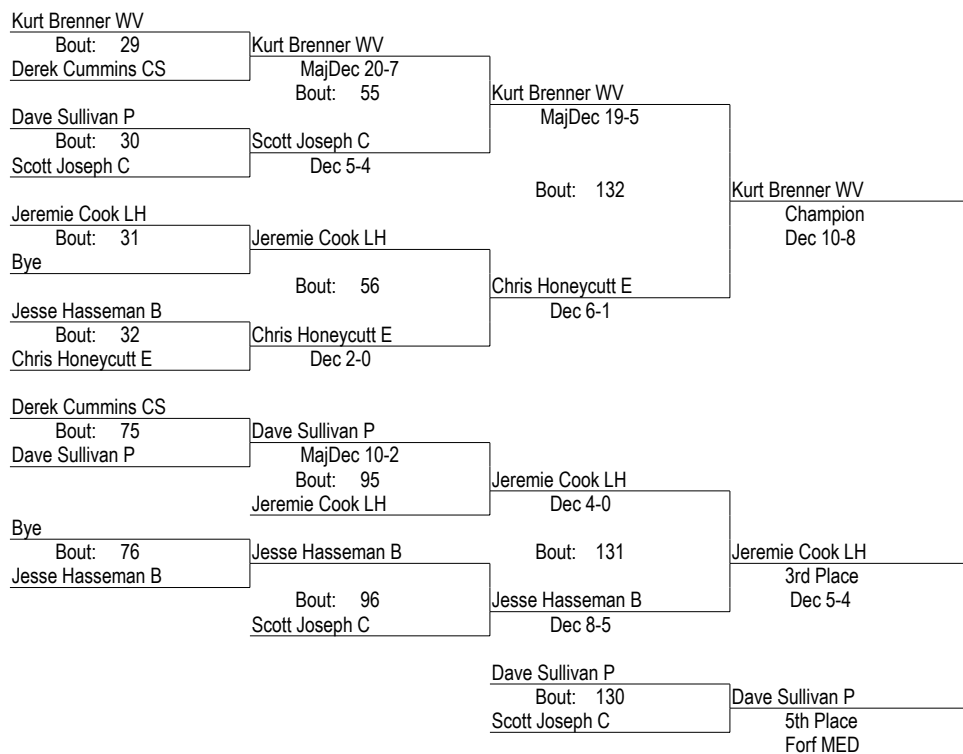 Kurt Brenner WV
Bout: 29
Derek Cummins CS
Kurt Brenner WV
MajDec 20-7
Bout: 55
Dave Sullivan P
Bout: 30
Scott Joseph C
Scott Joseph C
Dec 5-4
Kurt Brenner WV
MajDec 19-5
Bout: 132
Kurt Brenner WV
Champion
Dec 10-8
Jeremie Cook LH
Bout: 31
Bye
Jeremie Cook LH
Bout: 56
Jesse Hasseman B
Bout: 32
Chris Honeycutt E
Chris Honeycutt E
Dec 2-0
Chris Honeycutt E
Dec 6-1
Derek Cummins CS
Bout: 75
Dave Sullivan P
Dave Sullivan P
MajDec 10-2
Bout: 95
Jeremie Cook LH
Jeremie Cook LH
Dec 4-0
Bye
Bout: 76
Jesse Hasseman B
Jesse Hasseman B
Bout: 96
Scott Joseph C
Bout: 131
Jesse Hasseman B
Dec 8-5
Jeremie Cook LH
3rd Place
Dec 5-4
Dave Sullivan P
Bout: 130
Scott Joseph C
Dave Sullivan P
5th Place
Forf MED